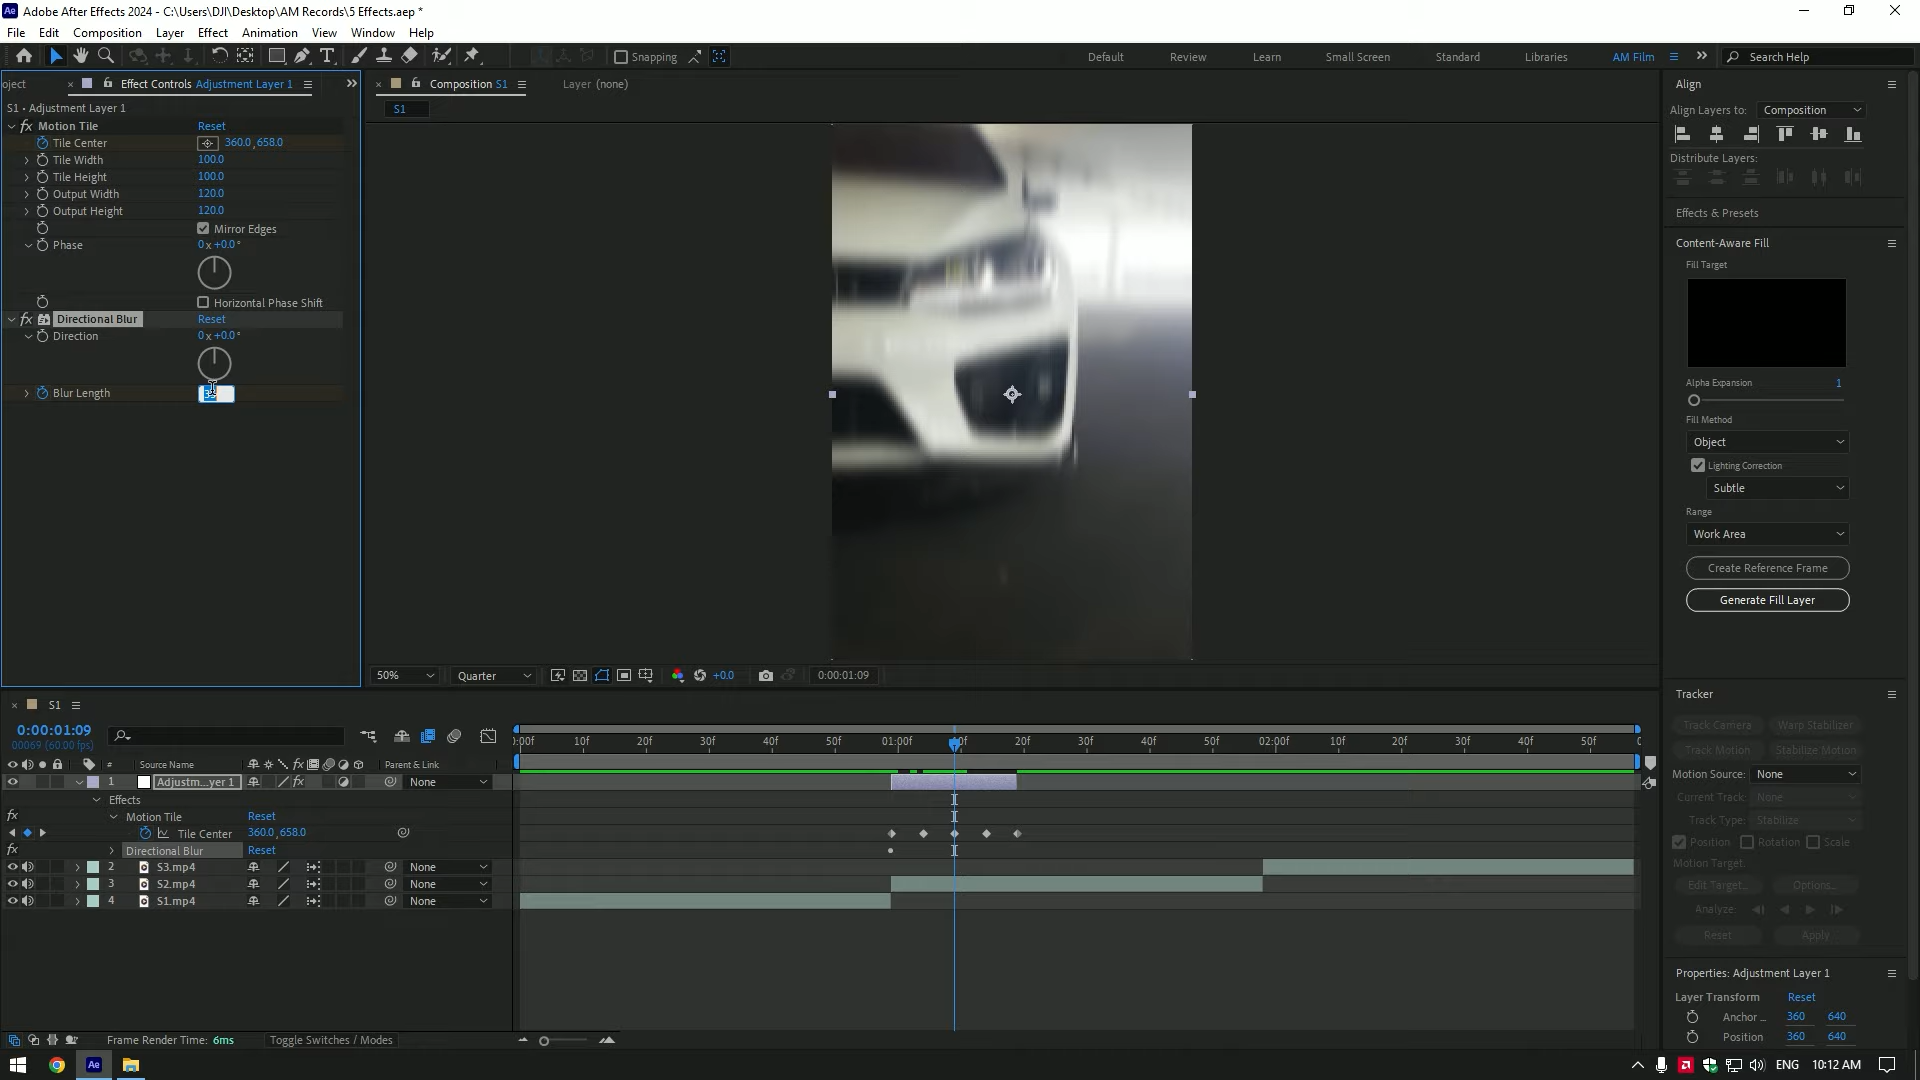 Adobe After Effects 2024 - C:\Users\DJI\Desktop\AM Records\5 Effects.aep *
File Edit Composition Layer Effect Animation View Window Help
Snapping
Default Review Learn Small Screen Standard Libraries AM Film Search Help
oject Effect Controls Adjustment Layer 1
Composition S1 Layer (none)
S1
S1 • Adjustment Layer 1
fx Motion Tile Reset
Tile Center 360.0,658.0
Tile Width 100.0
Tile Height 100.0
Output Width 120.0
Output Height 120.0
Mirror Edges
Phase 0 x +0.0°
Horizontal Phase Shift
fx Directional Blur Reset
Direction 0 x +0.0°
Blur Length
50% Quarter +0.0 0:00:01:09
Align
Align Layers to: Composition
Distribute Layers:
Effects & Presets
Content-Aware Fill
Fill Target
Alpha Expansion 1
Fill Method
Object
Lighting Correction
Subtle
Range
Work Area
Create Reference Frame
Generate Fill Layer
Tracker
Track Camera Warp Stabilizer
Track Motion Stabilize Motion
Motion Source: None
Current Track: None
Track Type: Stabilize
Position Rotation Scale
Motion Target:
Edit Target... Options...
Analyze:
Reset Apply
Properties: Adjustment Layer 1
Layer Transform Reset
Anchor ... 360 640
Position 360 640
S1
0:00:01:09
00069 (60.00 fps)
:00f 10f 20f 30f 40f 50f 01:00f 20f 30f 40f 50f 02:00f 10f 20f 30f 40f 50f
# Source Name fx Parent & Link
1 Adjustm...yer 1 fx None
Effects
fx Motion Tile Reset
Tile Center 360.0,658.0
fx Directional Blur Reset
2 S3.mp4 None
3 S2.mp4 None
4 S1.mp4 None
Frame Render Time: 6ms Toggle Switches / Modes
Ae ENG 10:12 AM